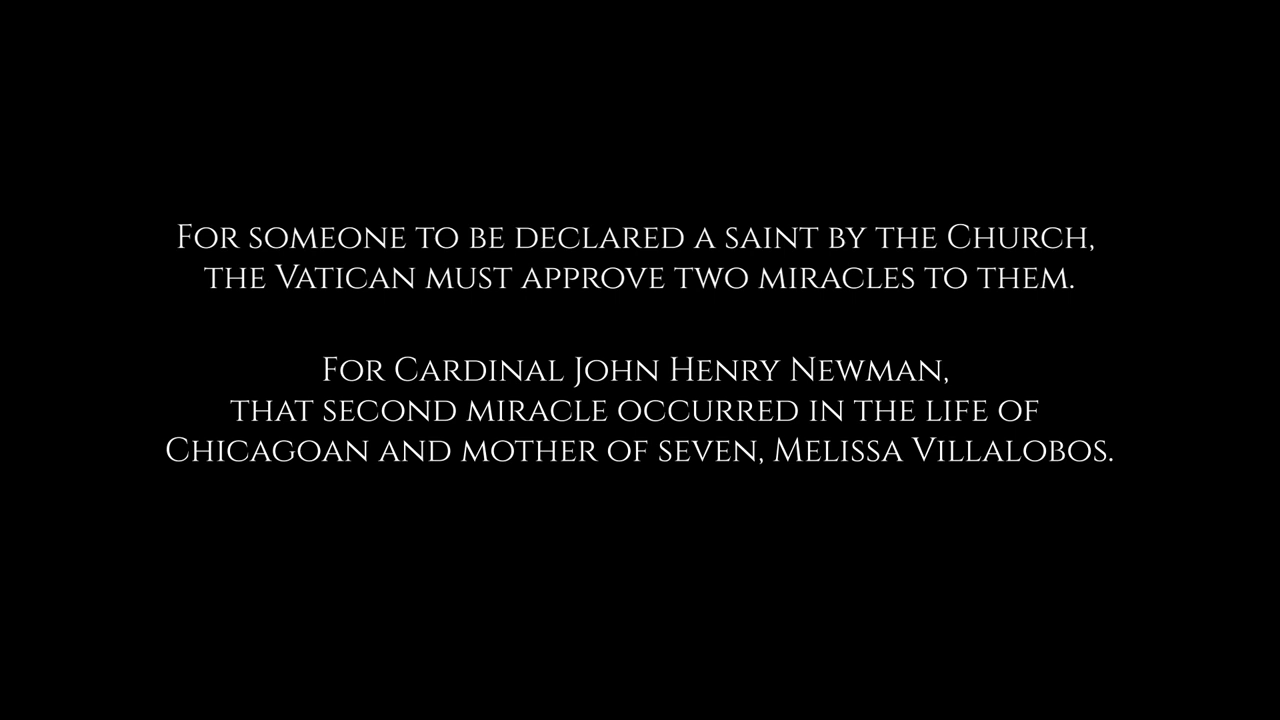 For someone to be declared a saint by the Church,
the Vatican must approve two miracles to them.
For Cardinal John Henry Newman,
that second miracle occurred in the life of
Chicagoan and mother of seven, Melissa Villalobos.